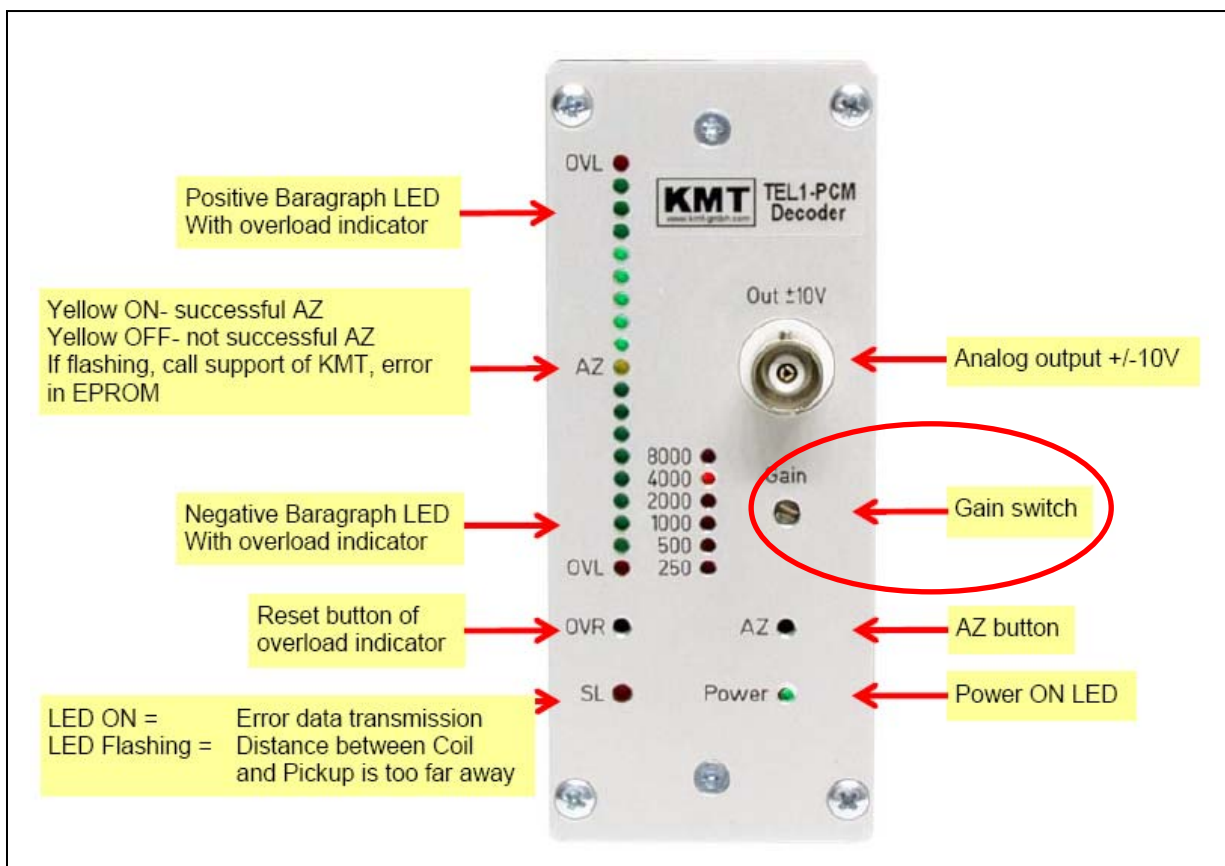 OVL
KMT
www.kmt-gmbh.com
TEL1-PCM
Decoder
Positive Baragraph LED
With overload indicator
Out ±10V
Yellow ON- successful AZ
Yellow OFF- not successful AZ
If flashing, call support of KMT, error
in EPROM
AZ
Analog output +/-10V
8000
4000
2000
1000
500
250
Gain
Gain switch
Negative Baragraph LED
With overload indicator
OVL
Reset button of
overload indicator
OVR
AZ
AZ button
SL
Power
Power ON LED
LED ON = Error data transmission
LED Flashing = Distance between Coil
and Pickup is too far away